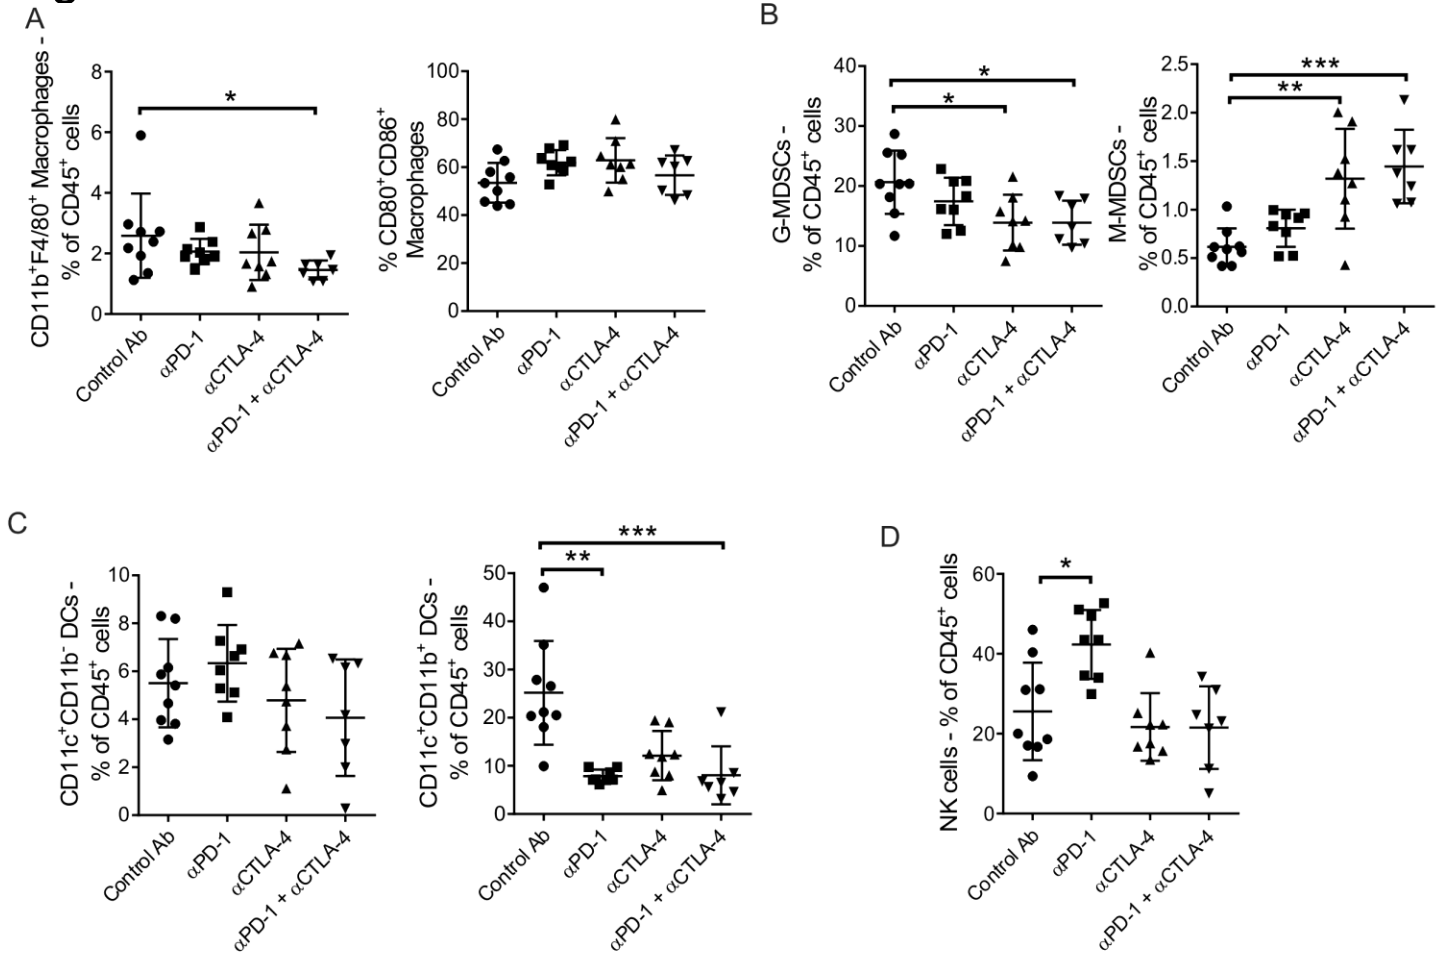 A
CD11b⁺F4/80⁺ Macrophages -
% of CD45⁺ cells
8
6
4
2
0
*
Control Ab
αPD-1
αCTLA-4
αPD-1 + αCTLA-4
% CD80⁺CD86⁺
Macrophages
100
80
60
40
20
0
Control Ab
αPD-1
αCTLA-4
αPD-1 + αCTLA-4
B
G-MDSCs -
% of CD45⁺ cells
40
30
20
10
0
*
*
Control Ab
αPD-1
αCTLA-4
αPD-1 + αCTLA-4
M-MDSCs -
% of CD45⁺ cells
2.5
2.0
1.5
1.0
0.5
0.0
***
**
Control Ab
αPD-1
αCTLA-4
αPD-1 + αCTLA-4
C
CD11c⁺CD11b⁻ DCs -
% of CD45⁺ cells
10
8
6
4
2
0
Control Ab
αPD-1
αCTLA-4
αPD-1 + αCTLA-4
CD11c⁺CD11b⁺ DCs -
% of CD45⁺ cells
50
40
30
20
10
0
***
**
Control Ab
αPD-1
αCTLA-4
αPD-1 + αCTLA-4
D
NK cells - % of CD45⁺ cells
60
40
20
0
*
Control Ab
αPD-1
αCTLA-4
αPD-1 + αCTLA-4